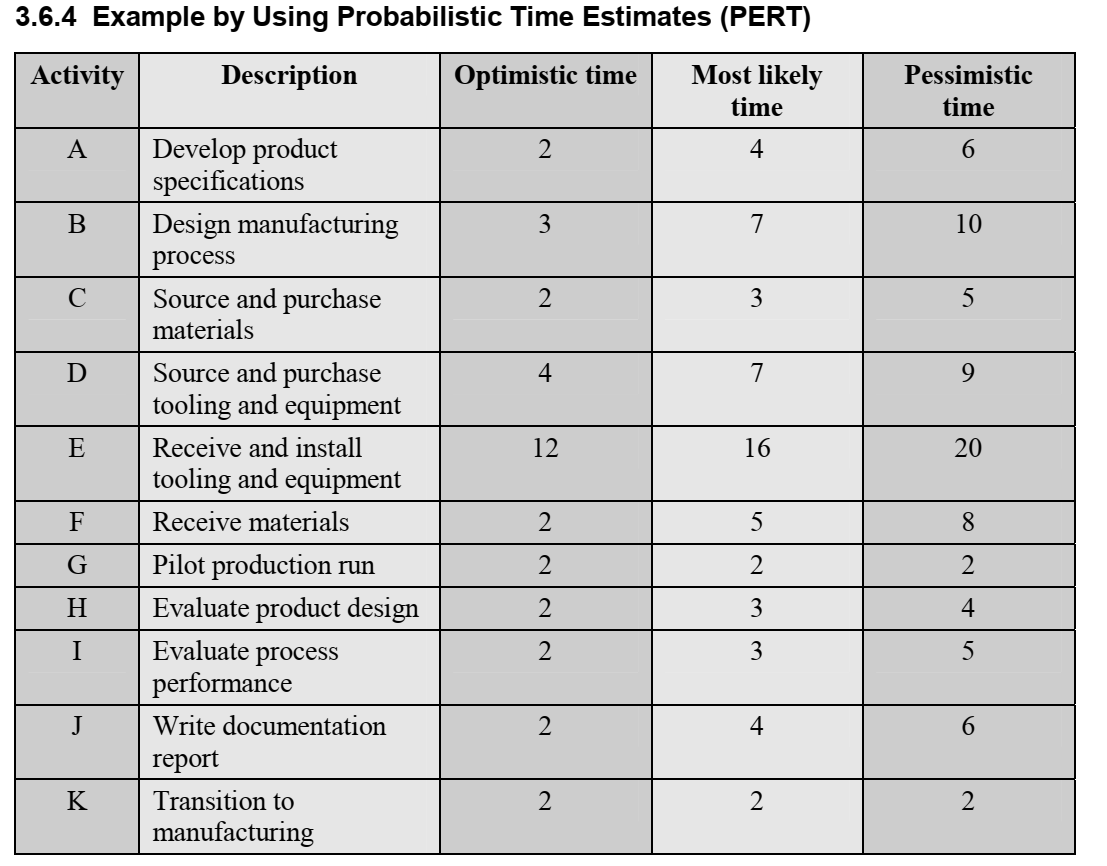 3.6.4 Example by Using Probabilistic Time Estimates (PERT)
Activity Description Optimistic time Most likely Pessimistic
time time
A Develop product 2 4 6
specifications
B Design manufacturing 3 7 10
process
C Source and purchase 2 3 5
materials
D Source and purchase 4 7 9
tooling and equipment
E Receive and install 12 16 20
tooling and equipment
F Receive materials 2 5 8
G Pilot production run 2 2 2
H Evaluate product design 2 3 4
I Evaluate process 2 3 5
performance
J Write documentation 2 4 6
report
K Transition to 2 2 2
manufacturing